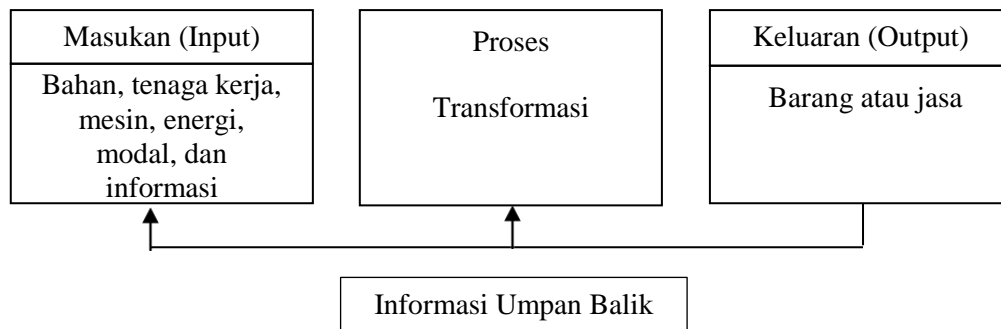 Masukan (Input)
Bahan, tenaga kerja,
mesin, energi,
modal, dan
informasi
Proses
Transformasi
Keluaran (Output)
Barang atau jasa
Informasi Umpan Balik